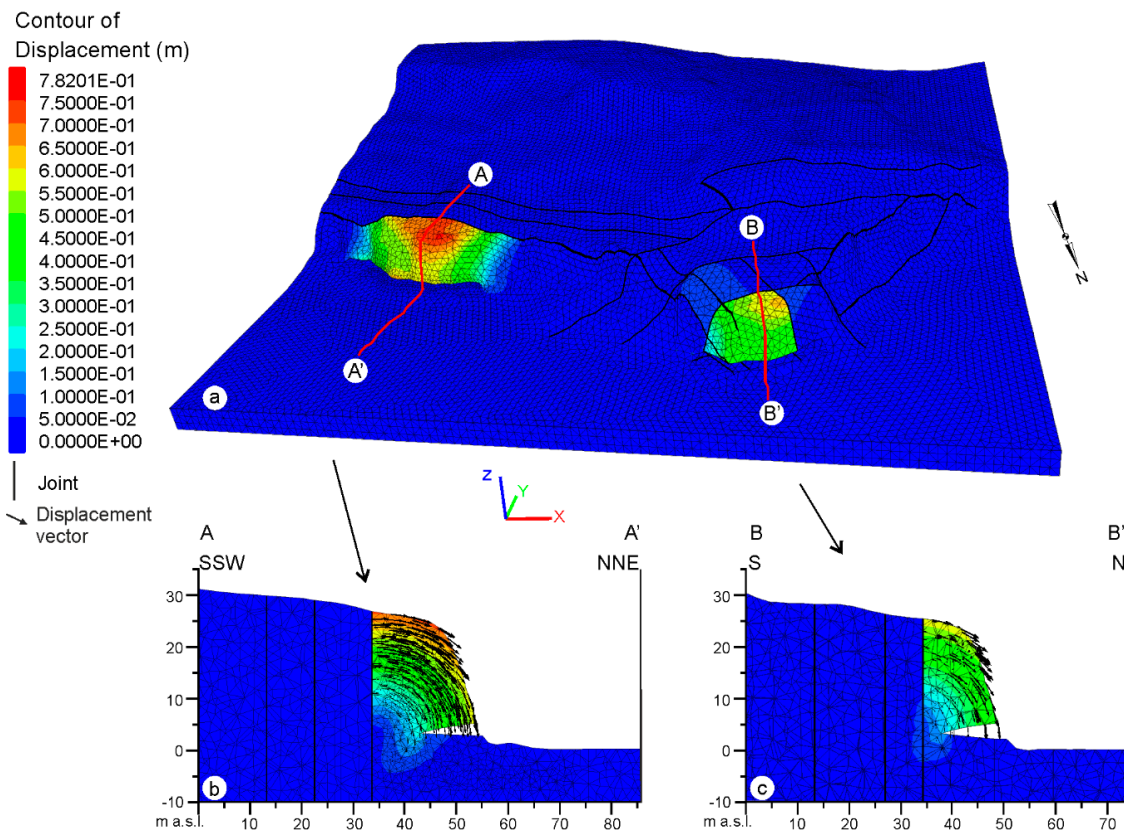 Contour of
Displacement (m)
7.8201E-01
7.5000E-01
7.0000E-01
6.5000E-01
6.0000E-01
5.5000E-01
5.0000E-01
4.5000E-01
4.0000E-01
3.5000E-01
3.0000E-01
2.5000E-01
2.0000E-01
1.5000E-01
1.0000E-01
5.0000E-02
0.0000E+00
Joint
Displacement
vector
A
A'
B
B'
N
a
Z
Y
X
A A'
SSW NNE
30
20
10
0
-10
b
m a.s.l. 10 20 30 40 50 60 70 80
B B'
S N
30
20
10
0
-10
c
m a.s.l. 10 20 30 40 50 60 70